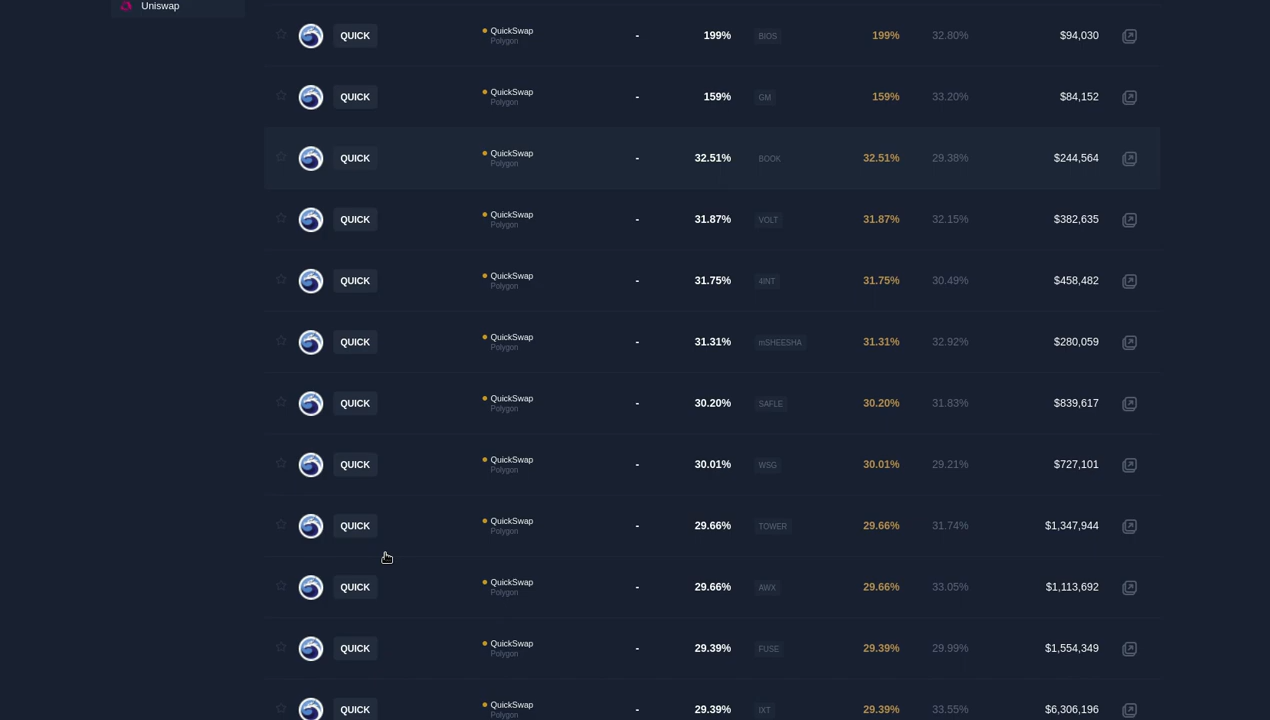 Uniswap
QUICK QuickSwap Polygon - 199% BIOS 199% 32.80% $94,030
QUICK QuickSwap Polygon - 159% GM 159% 33.20% $84,152
QUICK QuickSwap Polygon - 32.51% BOOK 32.51% 29.38% $244,564
QUICK QuickSwap Polygon - 31.87% VOLT 31.87% 32.15% $382,635
QUICK QuickSwap Polygon - 31.75% 4INT 31.75% 30.49% $458,482
QUICK QuickSwap Polygon - 31.31% mSHEESHA 31.31% 32.92% $280,059
QUICK QuickSwap Polygon - 30.20% SAFLE 30.20% 31.83% $839,617
QUICK QuickSwap Polygon - 30.01% WSG 30.01% 29.21% $727,101
QUICK QuickSwap Polygon - 29.66% TOWER 29.66% 31.74% $1,347,944
QUICK QuickSwap Polygon - 29.66% AWX 29.66% 33.05% $1,113,692
QUICK QuickSwap Polygon - 29.39% FUSE 29.39% 29.99% $1,554,349
QUICK QuickSwap Polygon - 29.39% IXT 29.39% 33.55% $6,306,196